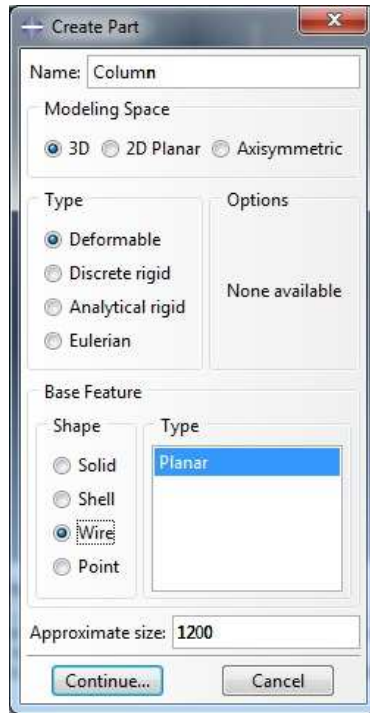 Create Part
Name: Column
Modeling Space
3D 2D Planar Axisymmetric
Type
Deformable
Discrete rigid
Analytical rigid
Eulerian
Options
None available
Base Feature
Shape
Solid
Shell
Wire
Point
Type
Planar
Approximate size: 1200
Continue... Cancel